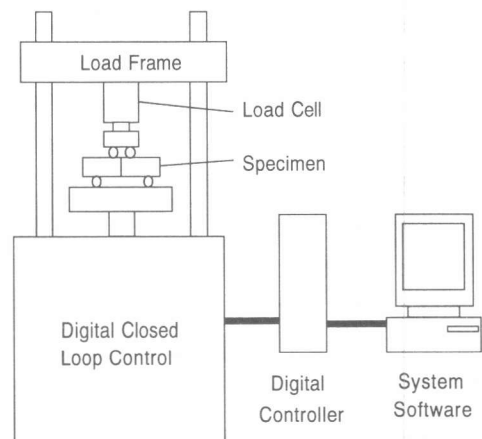 Load Frame
Load Cell
Specimen
Digital Closed
Loop Control
Digital
Controller
System
Software